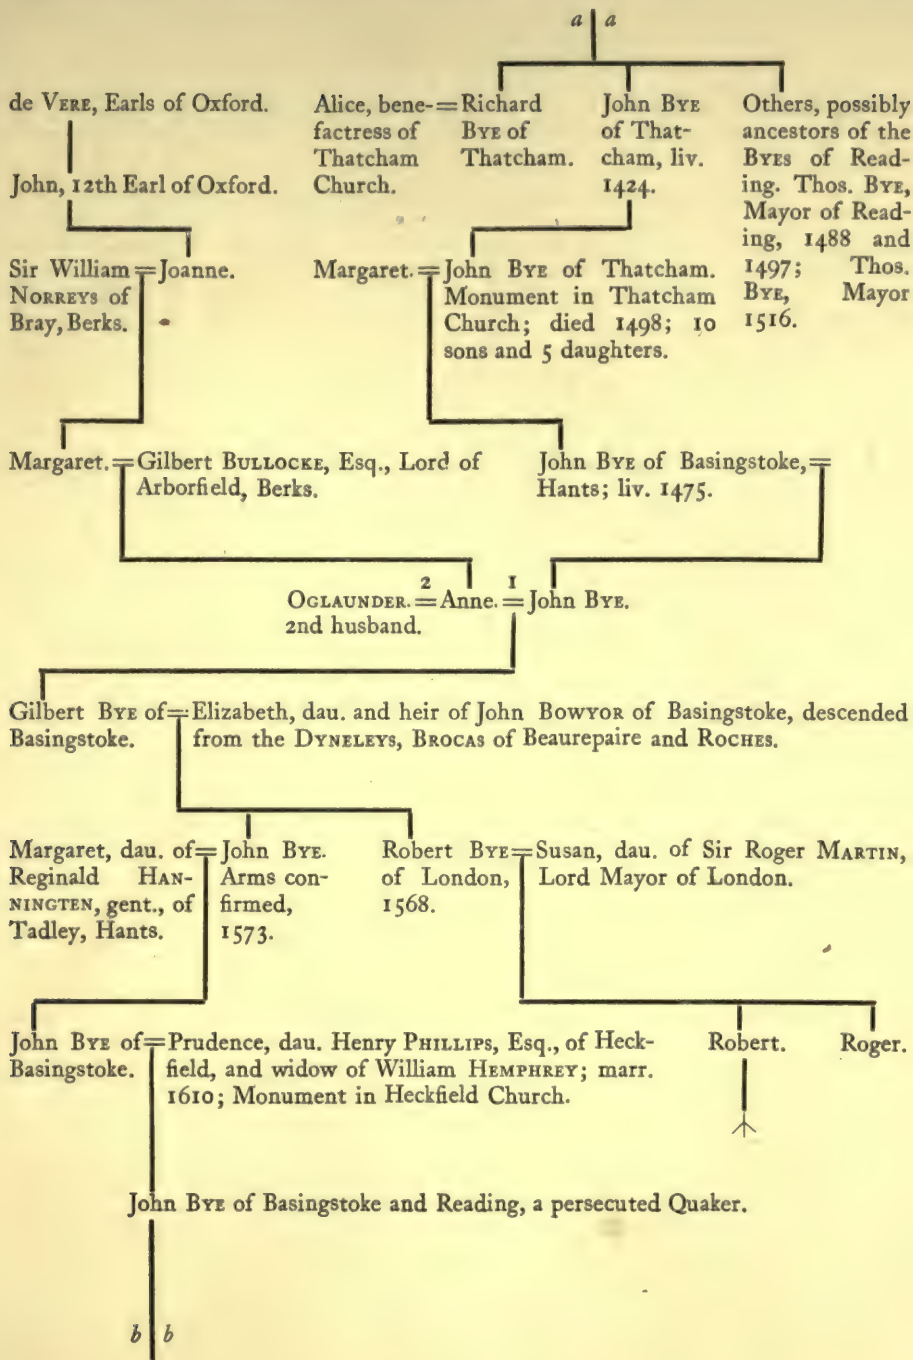 a a
de VERE, Earls of Oxford.
John, 12th Earl of Oxford.
Alice, bene-
factress of
Thatcham
Church.
= Richard
BYE of
Thatcham.
John BYE
of That-
cham, liv.
1424.
Others, possibly
ancestors of the
BYES of Read-
ing. Thos. BYE,
Mayor of Read-
ing, 1488 and
1497; Thos.
BYE, Mayor
1516.
Sir William
NORREYS of
Bray, Berks.
= Joanne.
Margaret. = John BYE of Thatcham.
Monument in Thatcham
Church; died 1498; 10
sons and 5 daughters.
Margaret. = Gilbert BULLOCKE, Esq., Lord of
Arborfield, Berks.
John BYE of Basingstoke, =
Hants; liv. 1475.
2 1
OGLAUNDER. = Anne. = John BYE.
2nd husband.
Gilbert BYE of
Basingstoke.
= Elizabeth, dau. and heir of John BOWYOR of Basingstoke, descended
from the DYNELEYS, BROCAS of Beaurepaire and ROCHES.
Margaret, dau. of
Reginald HAN-
NINGTEN, gent., of
Tadley, Hants.
= John BYE.
Arms con-
firmed,
1573.
Robert BYE
of London,
1568.
= Susan, dau. of Sir Roger MARTIN,
Lord Mayor of London.
John BYE of
Basingstoke.
= Prudence, dau. Henry PHILLIPS, Esq., of Heck-
field, and widow of William HEMPHREY; marr.
1610; Monument in Heckfield Church.
Robert.
Roger.
John BYE of Basingstoke and Reading, a persecuted Quaker.
b b